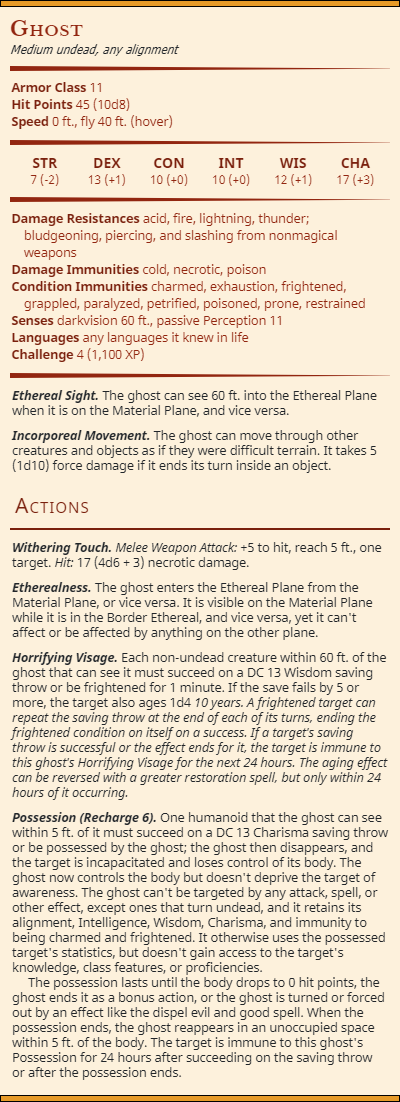 Ghost
Medium undead, any alignment
Armor Class 11
Hit Points 45 (10d8)
Speed 0 ft., fly 40 ft. (hover)
STR DEX CON INT WIS CHA
7 (-2) 13 (+1) 10 (+0) 10 (+0) 12 (+1) 17 (+3)
Damage Resistances acid, fire, lightning, thunder;
bludgeoning, piercing, and slashing from nonmagical
weapons
Damage Immunities cold, necrotic, poison
Condition Immunities charmed, exhaustion, frightened,
grappled, paralyzed, petrified, poisoned, prone, restrained
Senses darkvision 60 ft., passive Perception 11
Languages any languages it knew in life
Challenge 4 (1,100 XP)
Ethereal Sight. The ghost can see 60 ft. into the Ethereal Plane
when it is on the Material Plane, and vice versa.
Incorporeal Movement. The ghost can move through other
creatures and objects as if they were difficult terrain. It takes 5
(1d10) force damage if it ends its turn inside an object.
Actions
Withering Touch. Melee Weapon Attack: +5 to hit, reach 5 ft., one
target. Hit: 17 (4d6 + 3) necrotic damage.
Etherealness. The ghost enters the Ethereal Plane from the
Material Plane, or vice versa. It is visible on the Material Plane
while it is in the Border Ethereal, and vice versa, yet it can't
affect or be affected by anything on the other plane.
Horrifying Visage. Each non-undead creature within 60 ft. of the
ghost that can see it must succeed on a DC 13 Wisdom saving
throw or be frightened for 1 minute. If the save fails by 5 or
more, the target also ages 1d4 10 years. A frightened target can
repeat the saving throw at the end of each of its turns, ending the
frightened condition on itself on a success. If a target's saving
throw is successful or the effect ends for it, the target is immune to
this ghost's Horrifying Visage for the next 24 hours. The aging effect
can be reversed with a greater restoration spell, but only within 24
hours of it occurring.
Possession (Recharge 6). One humanoid that the ghost can see
within 5 ft. of it must succeed on a DC 13 Charisma saving throw
or be possessed by the ghost; the ghost then disappears, and
the target is incapacitated and loses control of its body. The
ghost now controls the body but doesn't deprive the target of
awareness. The ghost can't be targeted by any attack, spell, or
other effect, except ones that turn undead, and it retains its
alignment, Intelligence, Wisdom, Charisma, and immunity to
being charmed and frightened. It otherwise uses the possessed
target's statistics, but doesn't gain access to the target's
knowledge, class features, or proficiencies.
The possession lasts until the body drops to 0 hit points, the
ghost ends it as a bonus action, or the ghost is turned or forced
out by an effect like the dispel evil and good spell. When the
possession ends, the ghost reappears in an unoccupied space
within 5 ft. of the body. The target is immune to this ghost's
Possession for 24 hours after succeeding on the saving throw
or after the possession ends.